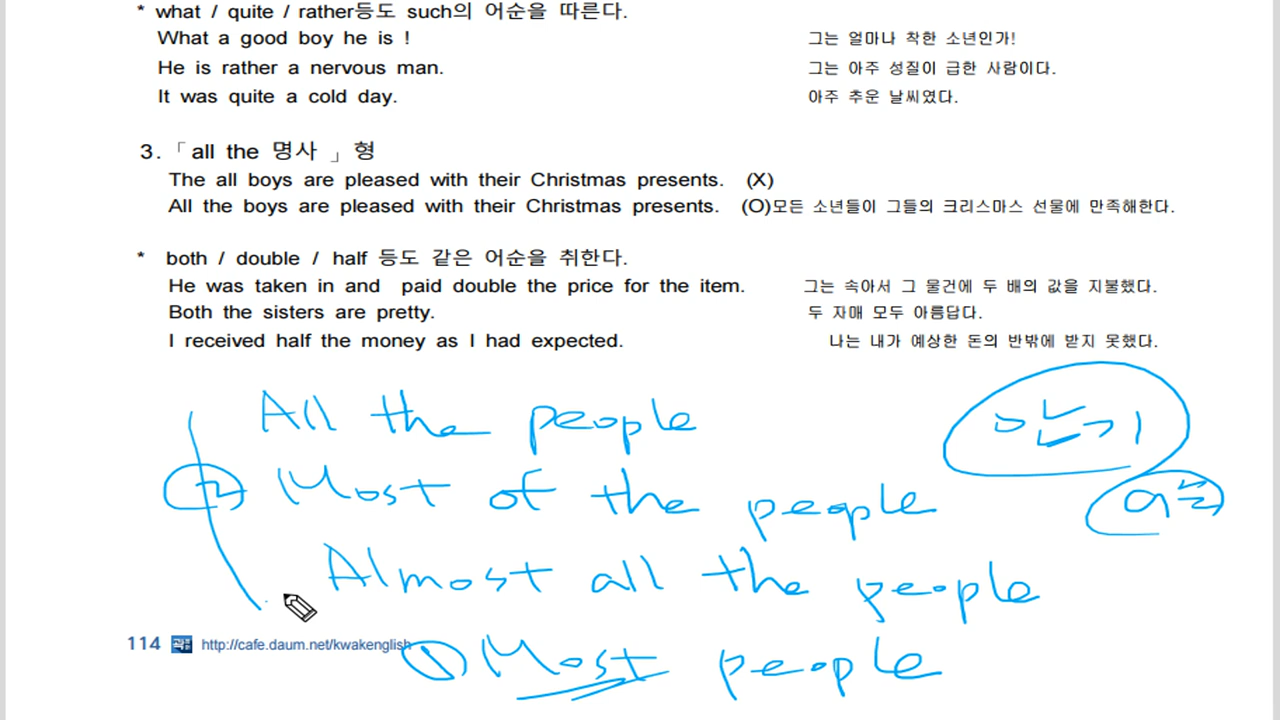 * what / quite / rather등도 such의 어순을 따른다.
What a good boy he is ! 그는 얼마나 착한 소년인가!
He is rather a nervous man. 그는 아주 성질이 급한 사람이다.
It was quite a cold day. 아주 추운 날씨였다.
3. 「 all the 명사 」 형
The all boys are pleased with their Christmas presents. (X)
All the boys are pleased with their Christmas presents. (O)모든 소년들이 그들의 크리스마스 선물에 만족해한다.
* both / double / half 등도 같은 어순을 취한다.
He was taken in and paid double the price for the item. 그는 속아서 그 물건에 두 배의 값을 지불했다.
Both the sisters are pretty. 두 자매 모두 아름답다.
I received half the money as I had expected. 나는 내가 예상한 돈의 반밖에 받지 못했다.
All the people
② Most of the people
Almost all the people
114 http://cafe.daum.net/kwakenglish
① Most people